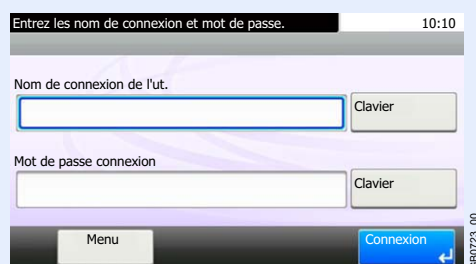 Entrez les nom de connexion et mot de passe.
10:10
Nom de connexion de l'ut.
Clavier
Mot de passe connexion
Clavier
Menu
Connexion